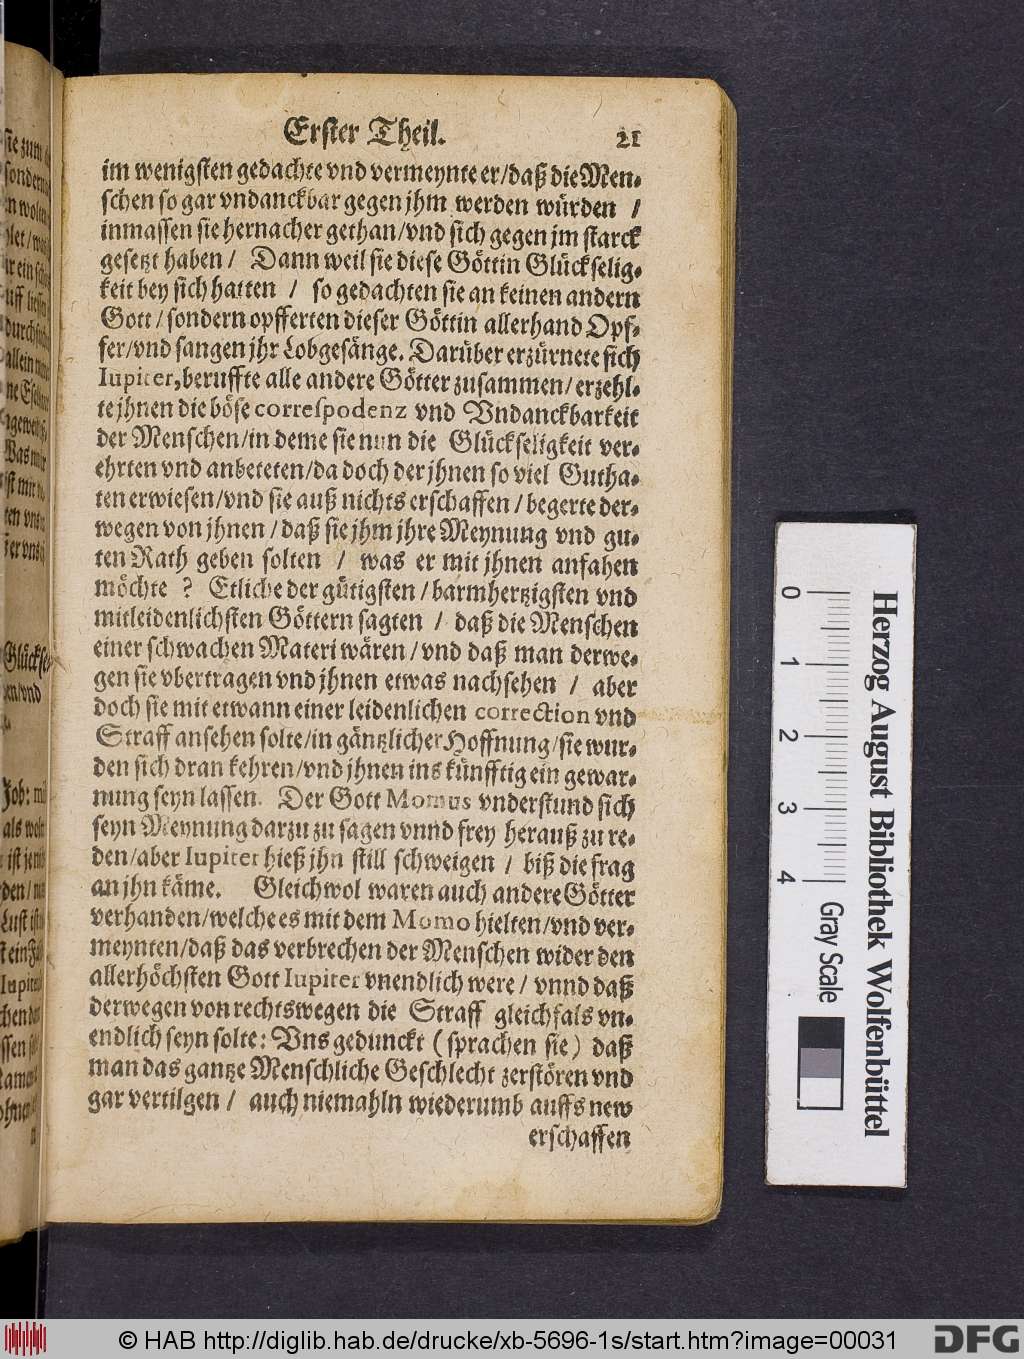 Erster Theil. 21
im wenigsten gedachte vnd vermeynte er/daß die Men-
schen so gar vndanckbar gegen jhm werden würden /
inmassen sie hernacher gethan/vnd sich gegen jm starck
gesetzt haben / Dann weil sie diese Göttin Glückselig-
keit bey sich hatten / so gedachten sie an keinen andern
Gott / sondern opfferten dieser Göttin allerhand Opf-
fer/vnd sangen jhr Lobgesänge. Darüber erzürnete sich
Iupiter, beruffte alle andere Götter zusammen/ erzehl-
te jhnen die böse correspodenz vnd Vndanckbarkeit
der Menschen/in deme sie nun die Glückseligkeit ver-
ehrten vnd anbeteten/da doch der jhnen so viel Gutha-
ten erwiesen/vnd sie auß nichts erschaffen / begerte der-
wegen von jhnen / daß sie jhm jhre Meynung vnd gu-
ten Rath geben solten / was er mit jhnen anfahen
möchte ? Etliche der gütigsten / barmhertzigsten vnd
mitleidenlichsten Göttern sagten / daß die Menschen
einer schwachen Materi wären / vnd daß man derwe-
gen sie vbertragen vnd jhnen etwas nachsehen / aber
doch sie mit etwann einer leidenlichen correction vnd
Straff ansehen solte/in gäntzlicher Hoffnung/sie wur-
den sich dran kehren/vnd jhnen ins künfftig ein gewar-
nung seyn lassen. Der Gott Momus vnderstund sich
seyn Meynung darzu zu sagen vnnd frey herauß zu re-
den/aber Iupiter hieß jhn still schweigen / biß die frag
an jhn käme. Gleichwol waren auch andere Götter
verhanden/welche es mit dem Momo hielten/vnd ver-
meynten/daß das verbrechen der Menschen wider den
allerhöchsten Gott Iupiter vnendlich were / vnnd daß
derwegen von rechtswegen die Straff gleichfals vn-
endlich seyn solte: Vns gedunckt (sprachen sie) daß
man das gantze Menschliche Geschlecht zerstören vnd
gar vertilgen / auch niemahln wiederumb auffs new
erschaffen
0 1 2 3 4
Gray Scale
Herzog August Bibliothek Wolfenbüttel
© HAB http://diglib.hab.de/drucke/xb-5696-1s/start.htm?image=00031
DFG